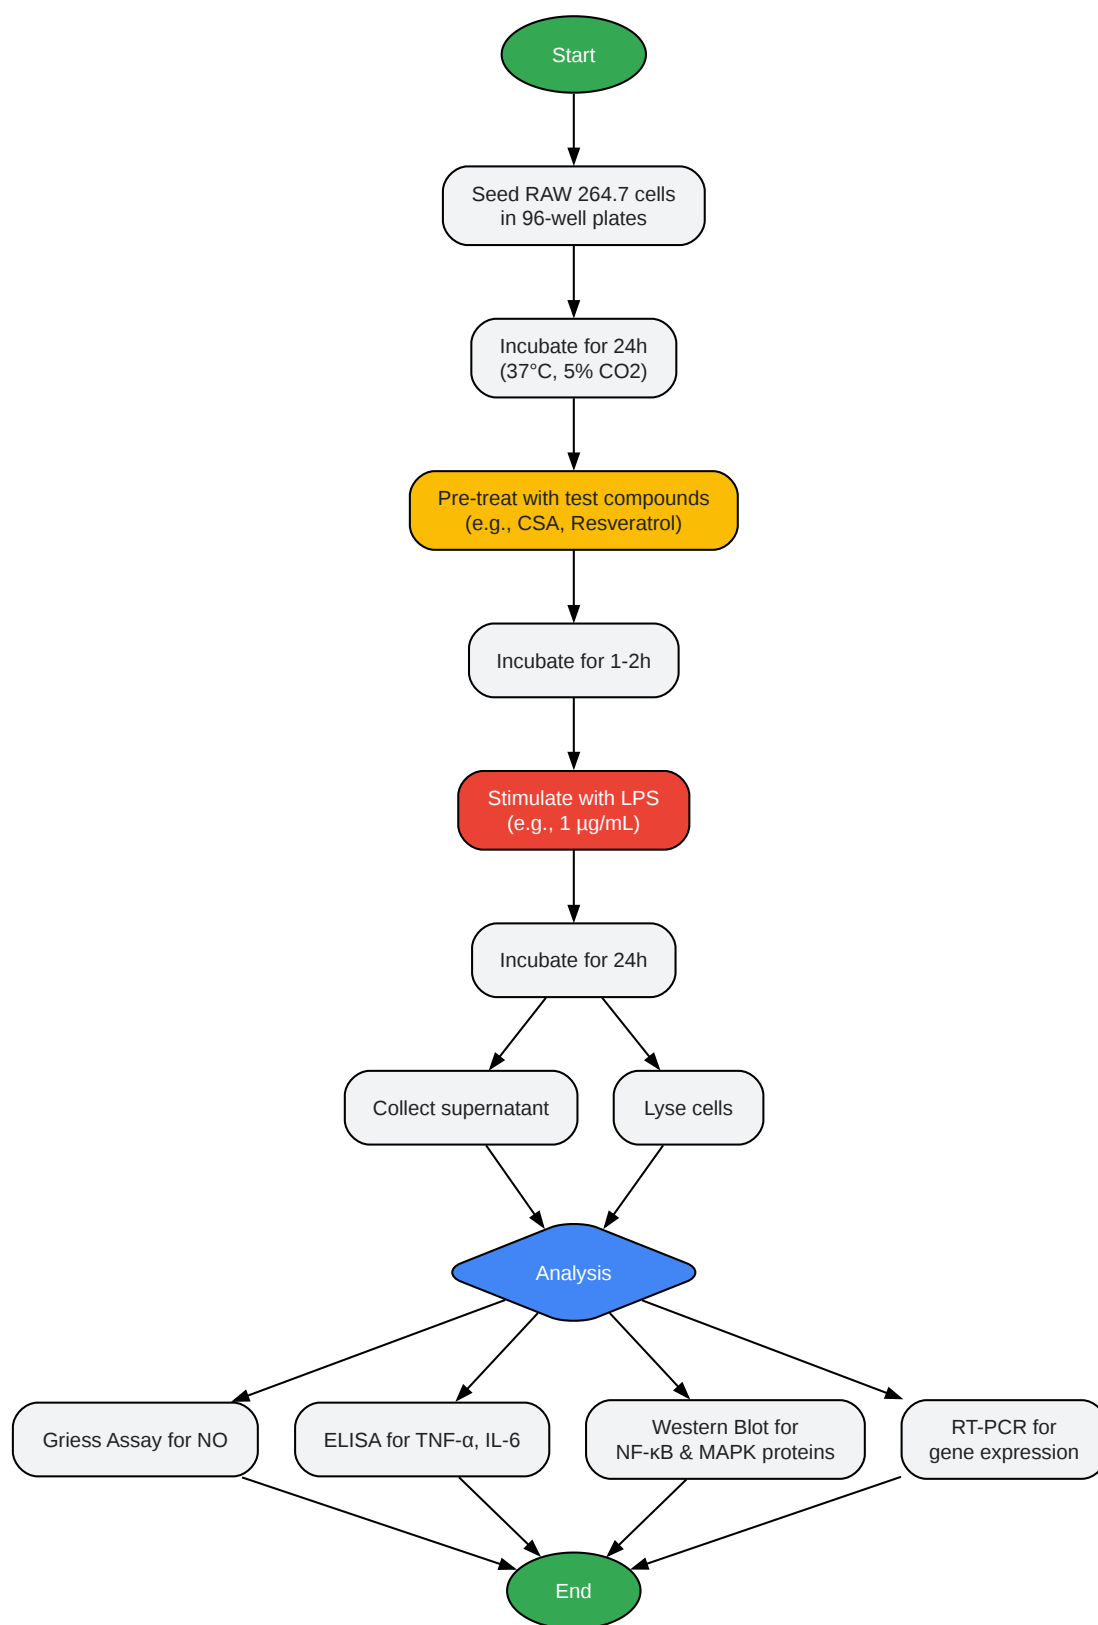 Start
Seed RAW 264.7 cells
in 96-well plates
Incubate for 24h
(37°C, 5% CO2)
Pre-treat with test compounds
(e.g., CSA, Resveratrol)
Incubate for 1-2h
Stimulate with LPS
(e.g., 1 µg/mL)
Incubate for 24h
Collect supernatant
Lyse cells
Analysis
Griess Assay for NO
ELISA for TNF-α, IL-6
Western Blot for
NF-κB & MAPK proteins
RT-PCR for
gene expression
End